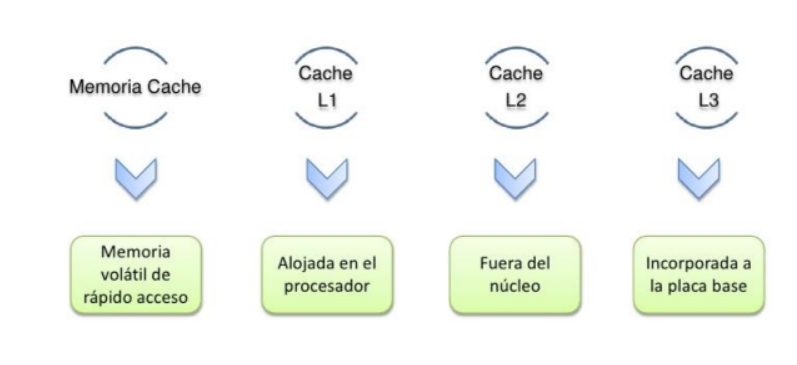 Memoria Cache
Cache
L1
Cache
L2
Cache
L3
Memoria
volátil de
rápido acceso
Alojada en el
procesador
Fuera del
núcleo
Incorporada a
la placa base